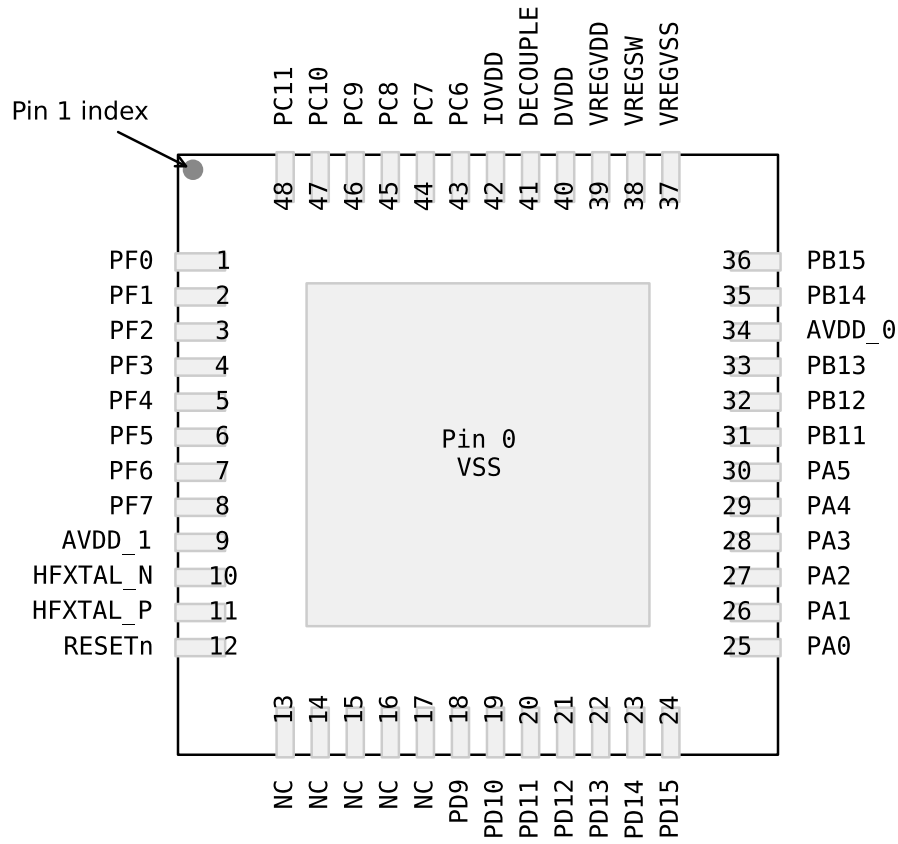 PC11 PC10 PC9 PC8 PC7 PC6 IOVDD DECOUPLE DVDD VREGVDD VREGSW VREGVSS
Pin 1 index
48 47 46 45 44 43 42 41 40 39 38 37
PF0 1 36 PB15
PF1 2 35 PB14
PF2 3 34 AVDD_0
PF3 4 33 PB13
PF4 5 32 PB12
PF5 6 31 PB11
Pin 0
VSS
PF6 7 30 PA5
PF7 8 29 PA4
AVDD_1 9 28 PA3
HFXTAL_N 10 27 PA2
HFXTAL_P 11 26 PA1
RESETn 12 25 PA0
13 14 15 16 17 18 19 20 21 22 23 24
NC NC NC NC NC PD9 PD10 PD11 PD12 PD13 PD14 PD15